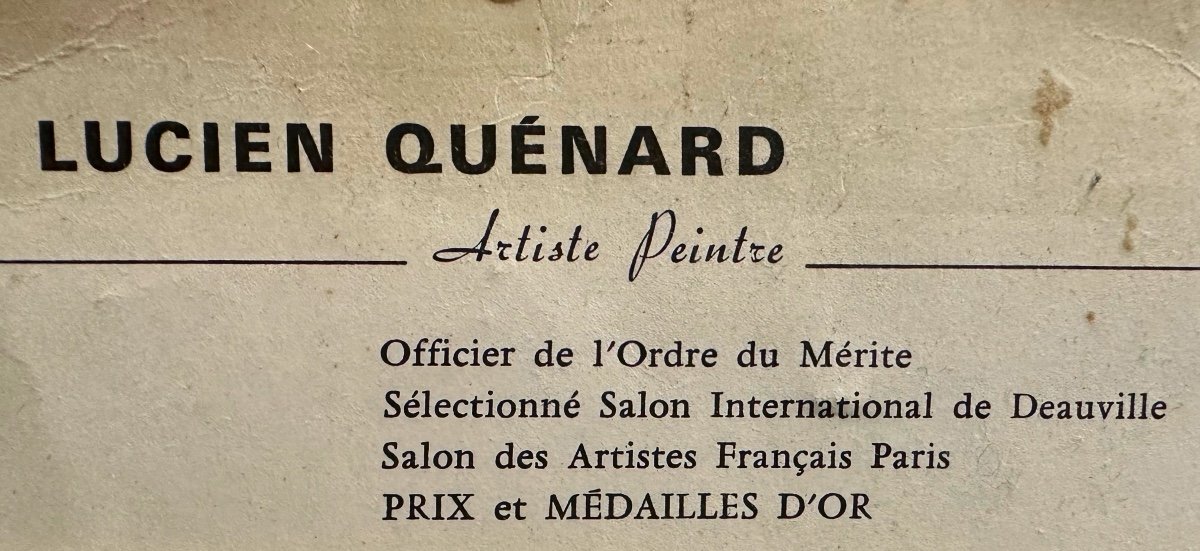 LUCIEN QUÉNARD
Artiste Peintre
Officier de l'Ordre du Mérite
Sélectionné Salon International de Deauville
Salon des Artistes Français Paris
PRIX et MÉDAILLES D'OR